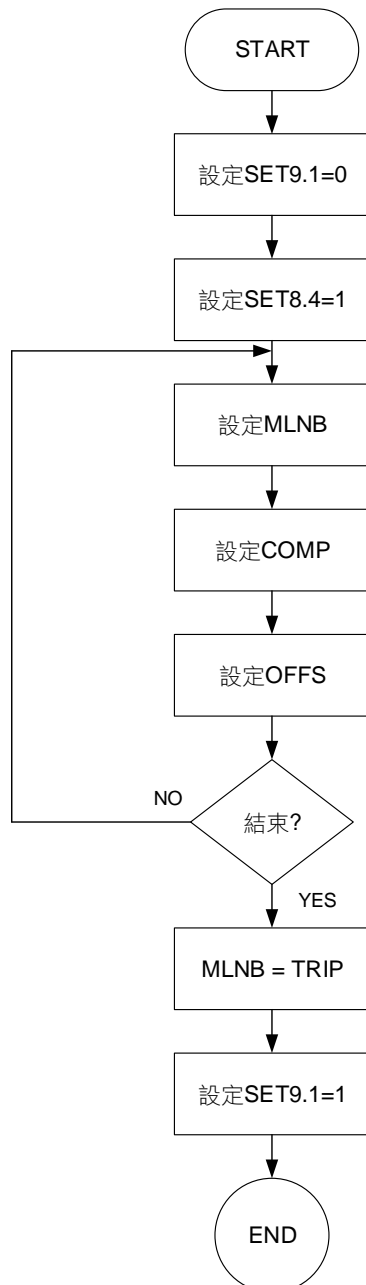 START
設定SET9.1=0
設定SET8.4=1
設定MLNB
設定COMP
設定OFFS
NO
結束?
YES
MLNB = TRIP
設定SET9.1=1
END